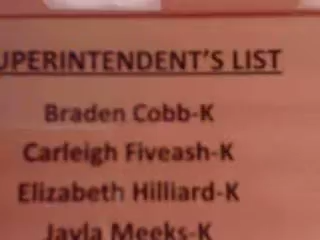 UPERINTENDENT'S LIST
Braden Cobb-K
Carleigh Fiveash-K
Elizabeth Hilliard-K
Jayla Meeks-K